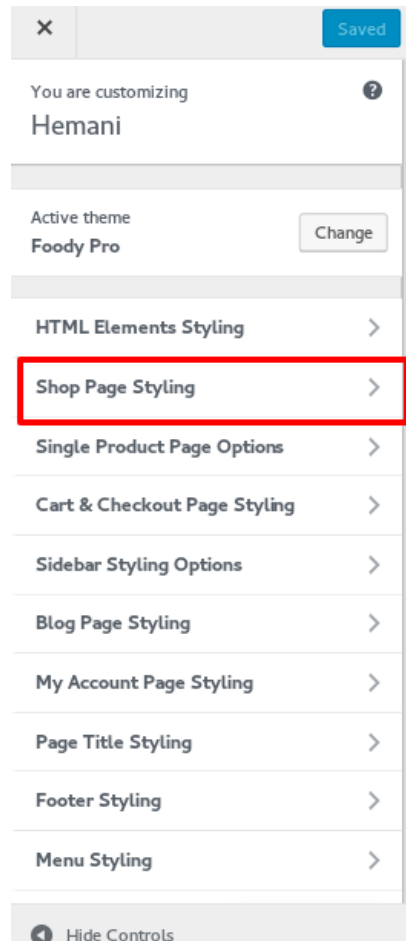 Saved
You are customizing
Hemani
Active theme
Foody Pro
Change
HTML Elements Styling
Shop Page Styling
Single Product Page Options
Cart & Checkout Page Styling
Sidebar Styling Options
Blog Page Styling
My Account Page Styling
Page Title Styling
Footer Styling
Menu Styling
Hide Controls